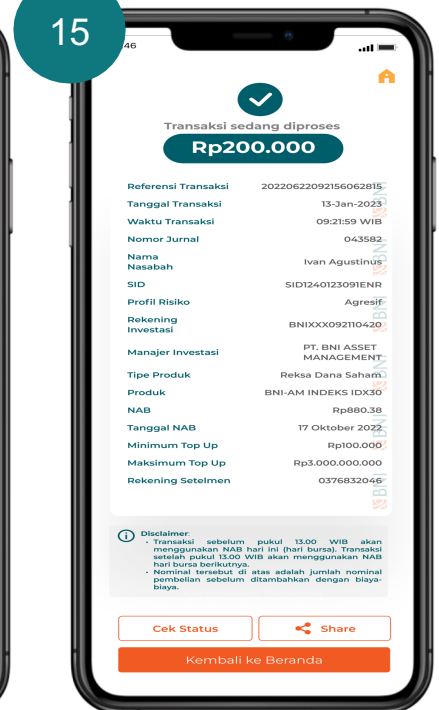 15
46
Transaksi sedang diproses
Rp200.000
Referensi Transaksi 20220622092156062815
Tanggal Transaksi 13-Jan-2023
Waktu Transaksi 09:21:59 WIB
Nomor Jurnal 043582
Nama
Nasabah Ivan Agustinus
SID SID1240123091ENR
Profil Risiko Agresif
Rekening
Investasi BNIXXX092110420
Manajer Investasi PT. BNI ASSET
MANAGEMENT
Tipe Produk Reksa Dana Saham
Produk BNI-AM INDEKS IDX30
NAB Rp880.38
Tanggal NAB 17 Oktober 2022
Minimum Top Up Rp100.000
Maksimum Top Up Rp3.000.000.000
Rekening Setelmen 0376832046
BNI
BNI
BNI
BNI
BNI
BNI
Disclaimer:
• Transaksi sebelum pukul 13.00 WIB akan
menggunakan NAB hari ini (hari bursa). Transaksi
setelah pukul 13.00 WIB akan menggunakan NAB
hari bursa berikutnya.
• Nominal tersebut di atas adalah jumlah nominal
pembelian sebelum ditambahkan dengan biaya-
biaya.
Cek Status
Share
Kembali ke Beranda